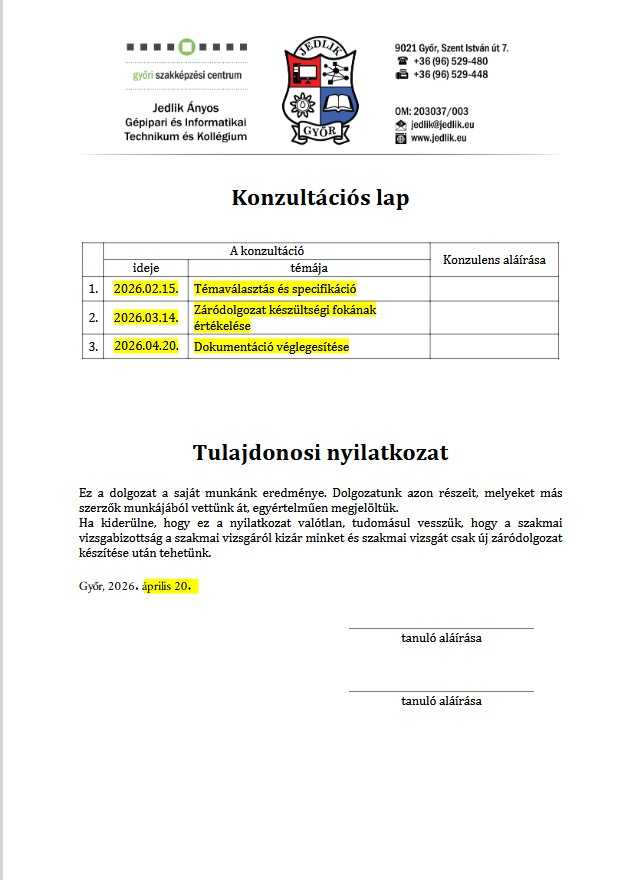 győri szakképzési centrum
Jedlik Ányos
Gépipari és Informatikai
Technikum és Kollégium
JEDLIK
GYŐR
9021 Győr, Szent István út 7.
+36 (96) 529-480
+36 (96) 529-448
OM: 203037/003
jedlik@jedlik.eu
www.jedlik.eu
Konzultációs lap
A konzultáció
Konzulens aláírása
ideje témája
1. 2026.02.15. Témaválasztás és specifikáció
2. 2026.03.14. Záródolgozat készültségi fokának
értékelése
3. 2026.04.20. Dokumentáció véglegesítése
Tulajdonosi nyilatkozat
Ez a dolgozat a saját munkánk eredménye. Dolgozatunk azon részeit, melyeket más
szerzők munkájából vettünk át, egyértelműen megjelöltük.
Ha kiderülne, hogy ez a nyilatkozat valótlan, tudomásul vesszük, hogy a szakmai
vizsgabizottság a szakmai vizsgáról kizár minket és szakmai vizsgát csak új záródolgozat
készítése után tehetünk.
Győr, 2026. április 20.
tanuló aláírása
tanuló aláírása